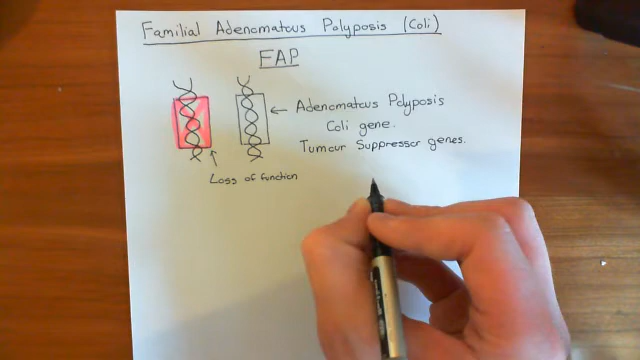 Familial Adenomatous Polyposis (Coli)
FAP
Adenomatous Polyposis
Coli gene.
Tumour Suppressor genes.
Loss of function